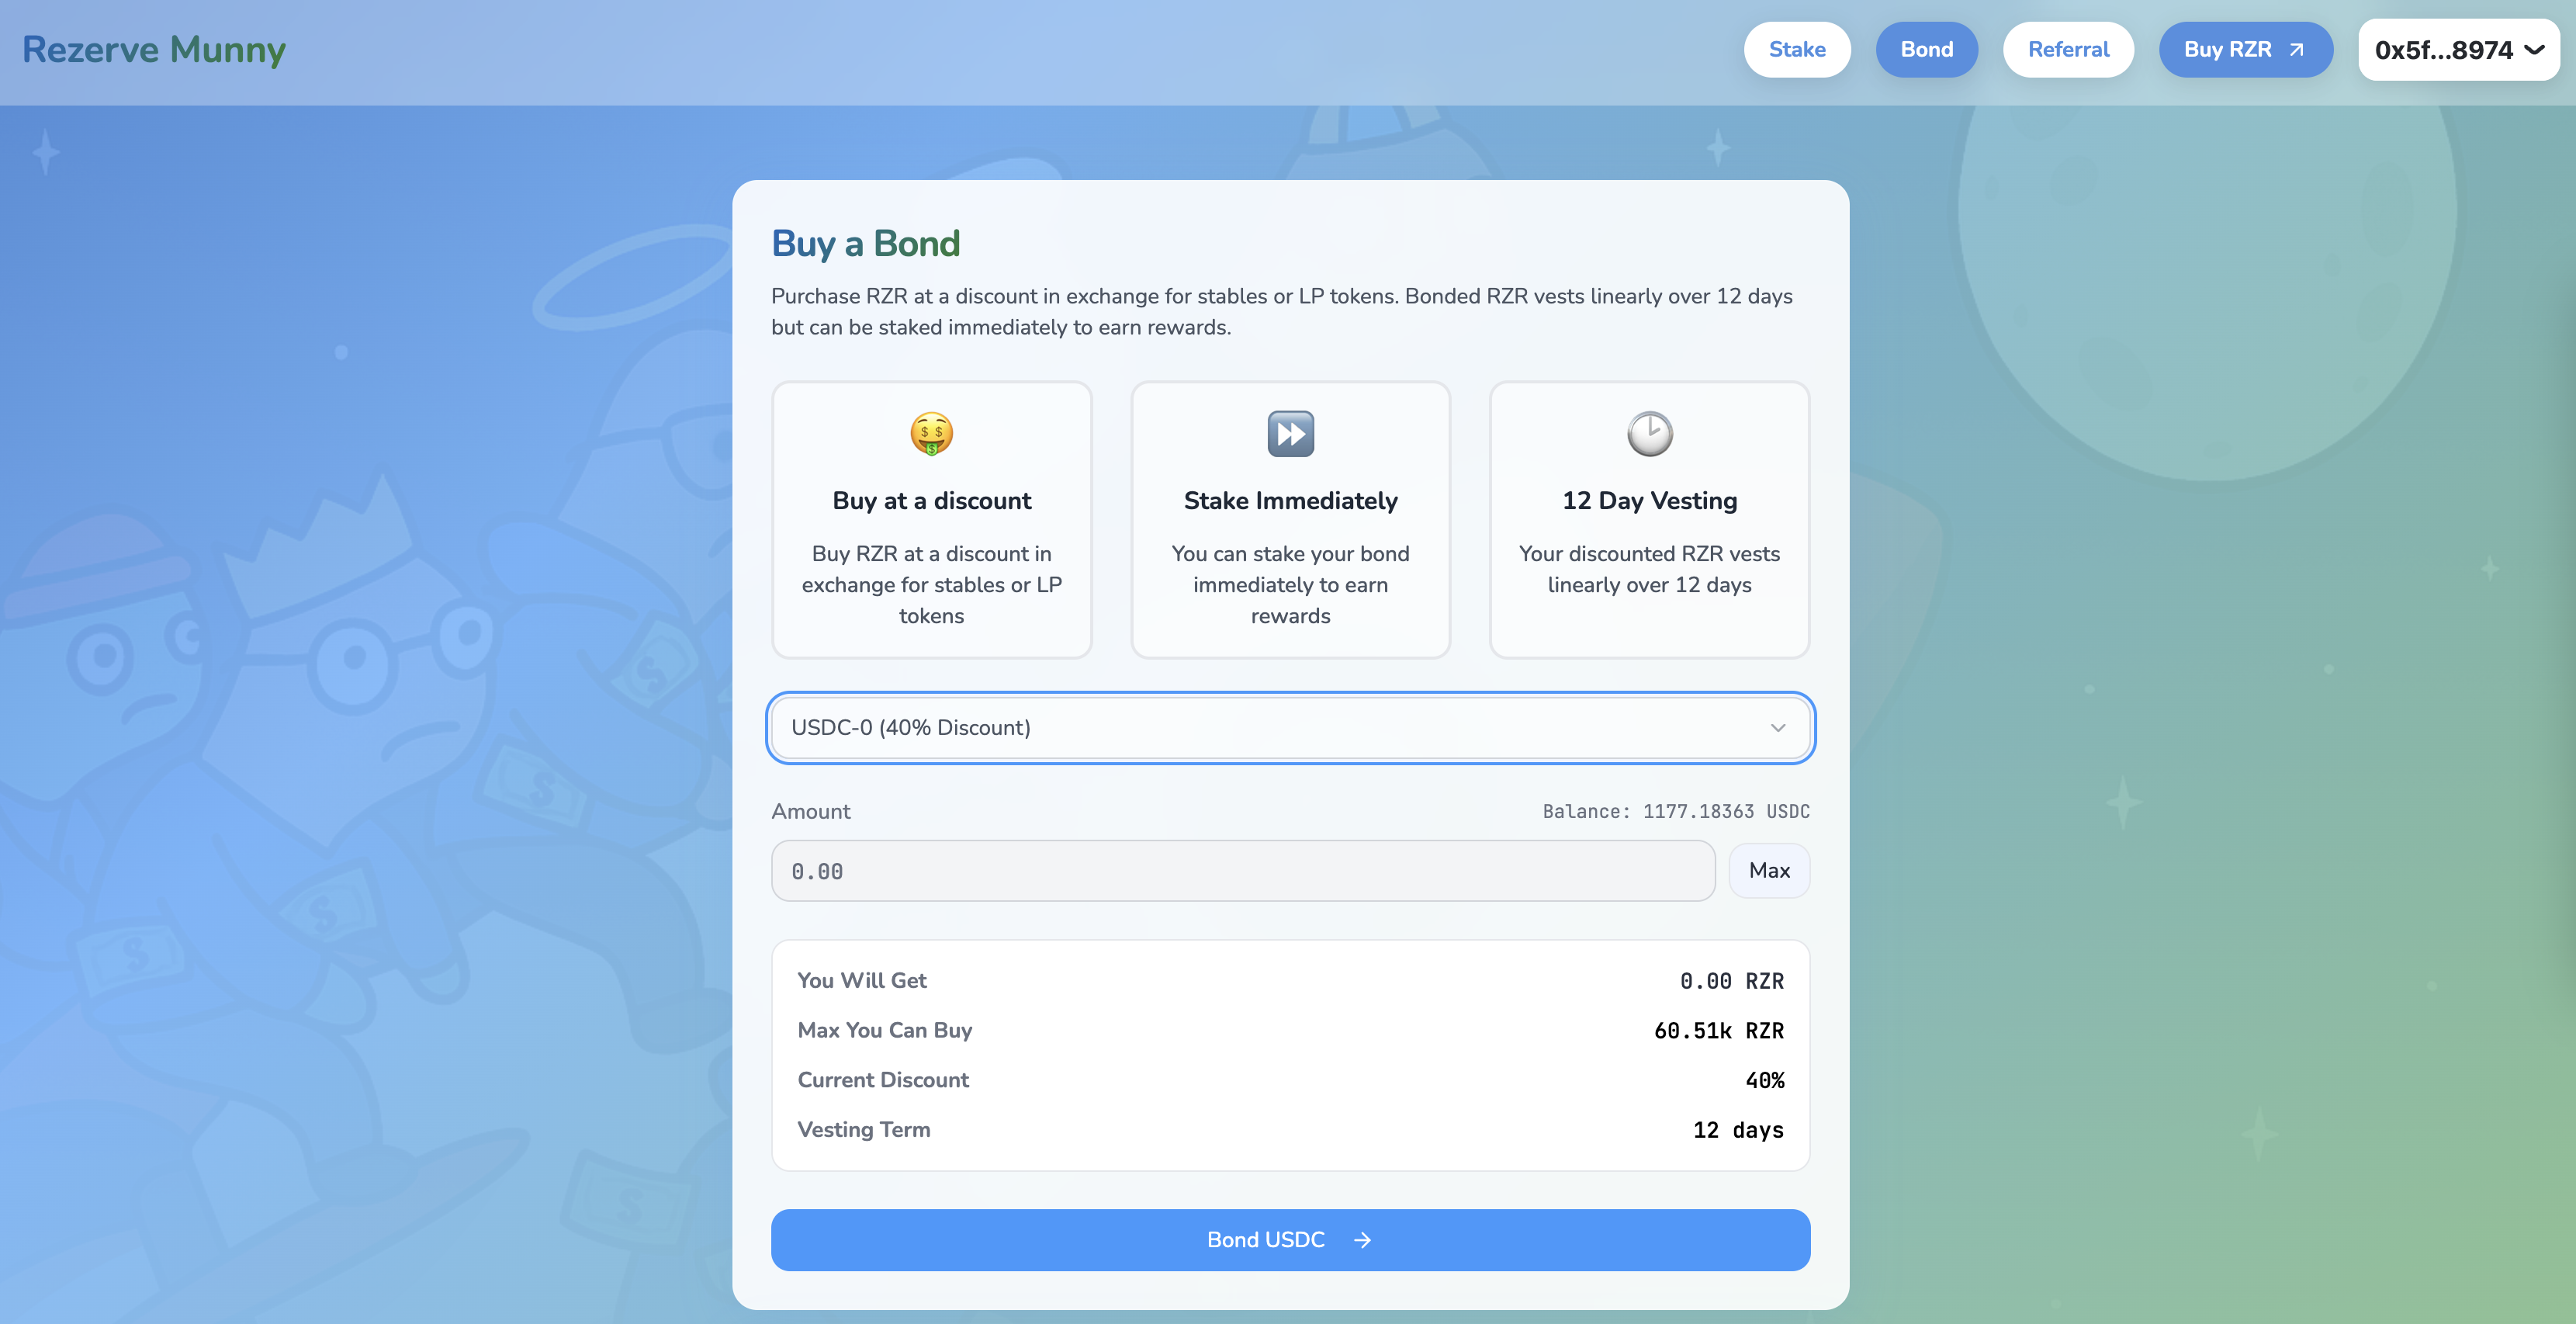 Rezerve Munny
Stake
Bond
Referral
Buy RZR
0x5f...8974
Buy a Bond
Purchase RZR at a discount in exchange for stables or LP tokens. Bonded RZR vests linearly over 12 days
but can be staked immediately to earn rewards.
Buy at a discount
Buy RZR at a discount in
exchange for stables or LP
tokens
Stake Immediately
You can stake your bond
immediately to earn
rewards
12 Day Vesting
Your discounted RZR vests
linearly over 12 days
USDC-0 (40% Discount)
Amount
Balance: 1177.18363 USDC
0.00
Max
You Will Get
0.00 RZR
Max You Can Buy
60.51k RZR
Current Discount
40%
Vesting Term
12 days
Bond USDC